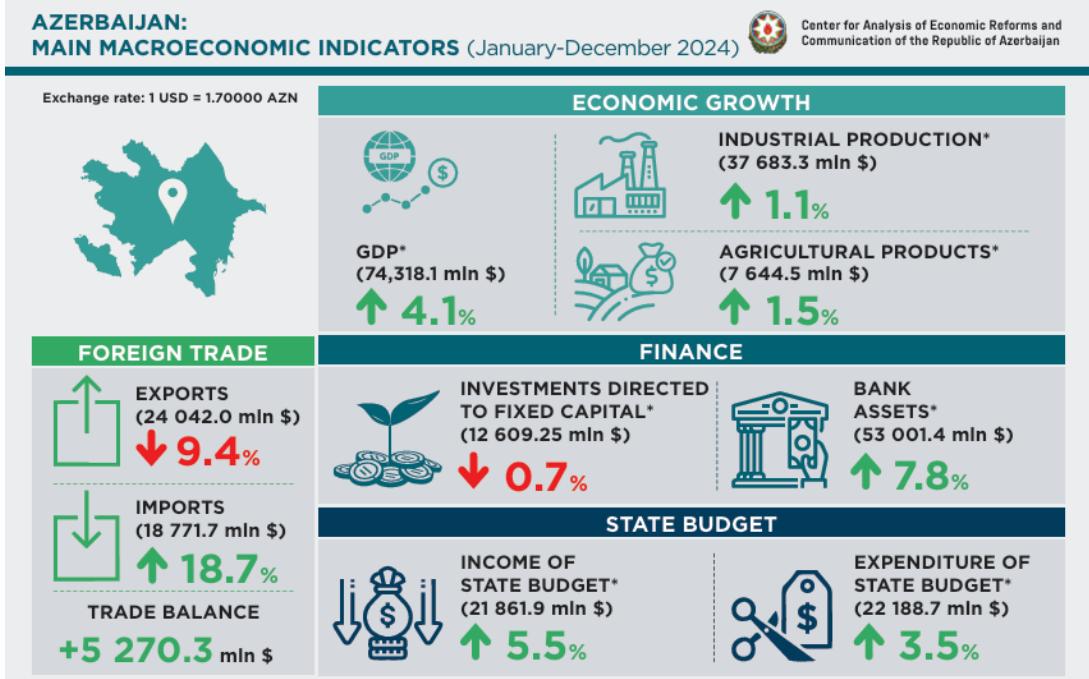 AZERBAIJAN:
MAIN MACROECONOMIC INDICATORS (January-December 2024)
Center for Analysis of Economic Reforms and
Communication of the Republic of Azerbaijan
Exchange rate: 1 USD = 1.70000 AZN
ECONOMIC GROWTH
GDP
$
GDP*
(74,318.1 mln $)
4.1%
INDUSTRIAL PRODUCTION*
(37 683.3 mln $)
1.1%
AGRICULTURAL PRODUCTS*
(7 644.5 mln $)
$
1.5%
FOREIGN TRADE
EXPORTS
(24 042.0 mln $)
9.4%
IMPORTS
(18 771.7 mln $)
18.7%
TRADE BALANCE
+5 270.3 mln $
FINANCE
INVESTMENTS DIRECTED
TO FIXED CAPITAL*
(12 609.25 mln $)
0.7%
BANK
ASSETS*
(53 001.4 mln $)
7.8%
STATE BUDGET
INCOME OF
STATE BUDGET*
(21 861.9 mln $)
$
5.5%
EXPENDITURE OF
STATE BUDGET*
(22 188.7 mln $)
$
3.5%